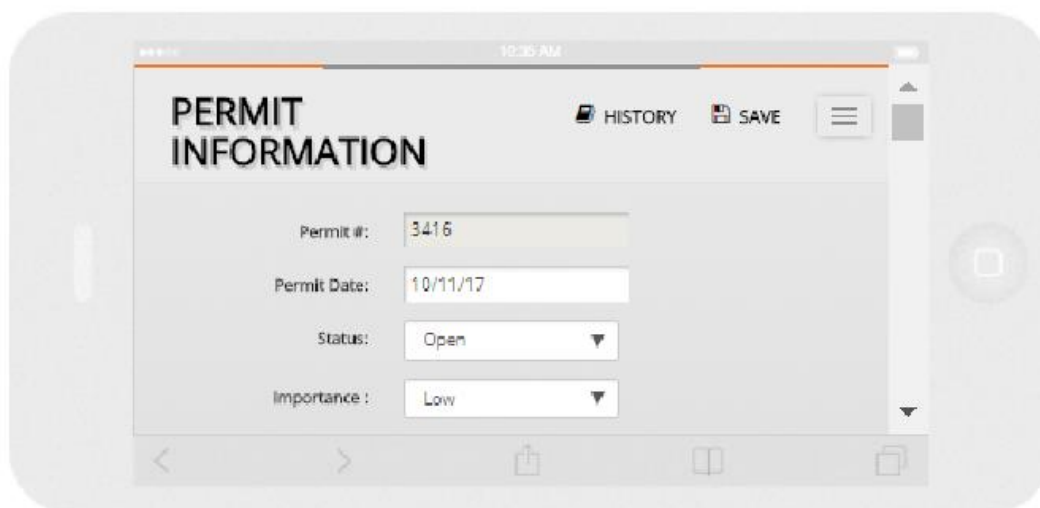 10:36 AM
PERMIT
INFORMATION
HISTORY
SAVE
Permit #: 3416
Permit Date: 10/11/17
Status: Open
Importance : Low